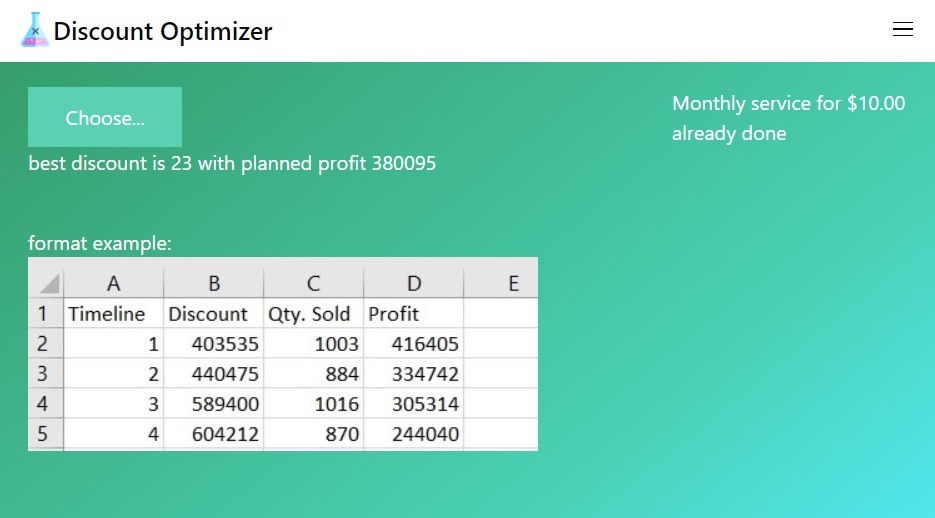 Discount Optimizer
Choose...
Monthly service for $10.00
already done
best discount is 23 with planned profit 380095
format example:
A B C D E
1 Timeline Discount Qty. Sold Profit
2 1 403535 1003 416405
3 2 440475 884 334742
4 3 589400 1016 305314
5 4 604212 870 244040